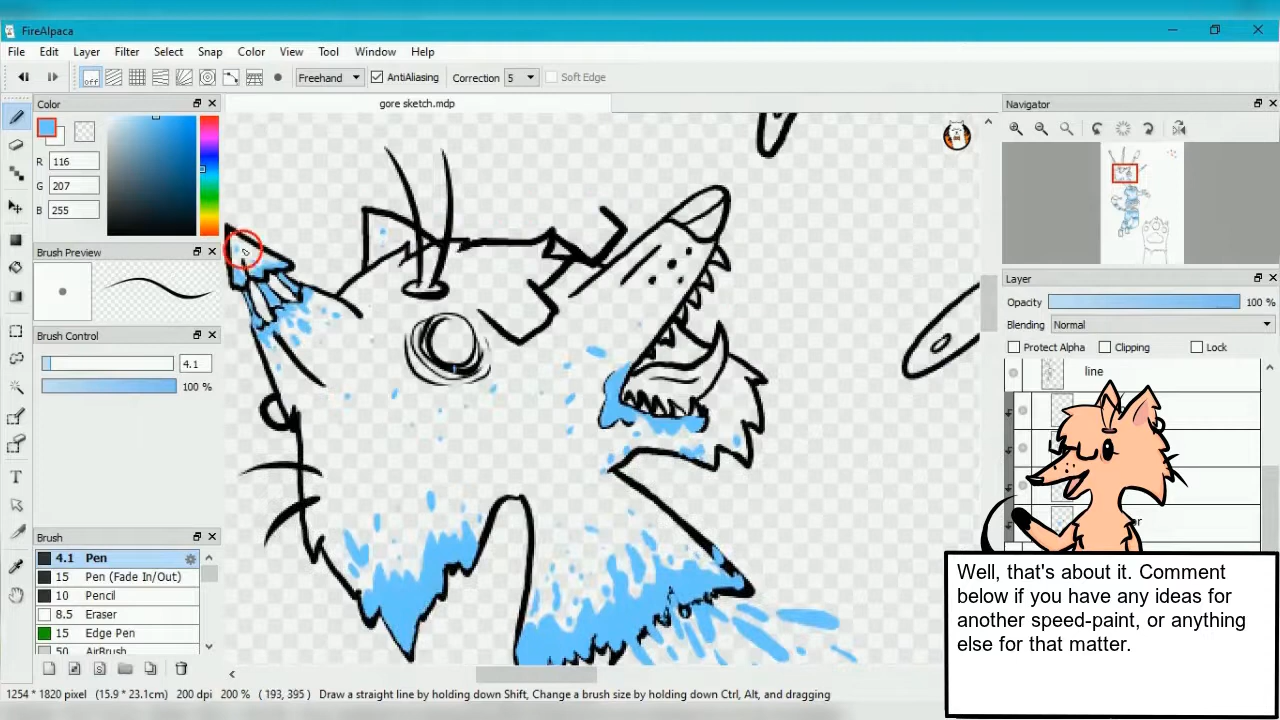 FireAlpaca
File Edit Layer Filter Select Snap Color View Tool Window Help
off Freehand AntiAliasing Correction 5 Soft Edge
Color
gore sketch.mdp
Navigator
R 116
G 207
B 255
Brush Preview
Layer
Opacity 100 %
Blending Normal
Brush Control
Protect Alpha Clipping Lock
4.1
line
100 %
Brush
4.1 Pen
15 Pen (Fade In/Out)
10 Pencil
8.5 Eraser
15 Edge Pen
50 AirBrush
Well, that's about it. Comment
below if you have any ideas for
another speed-paint, or anything
else for that matter.
1254 * 1820 pixel (15.9 * 23.1cm) 200 dpi 200 % ( 193, 395 ) Draw a straight line by holding down Shift, Change a brush size by holding down Ctrl, Alt, and dragging